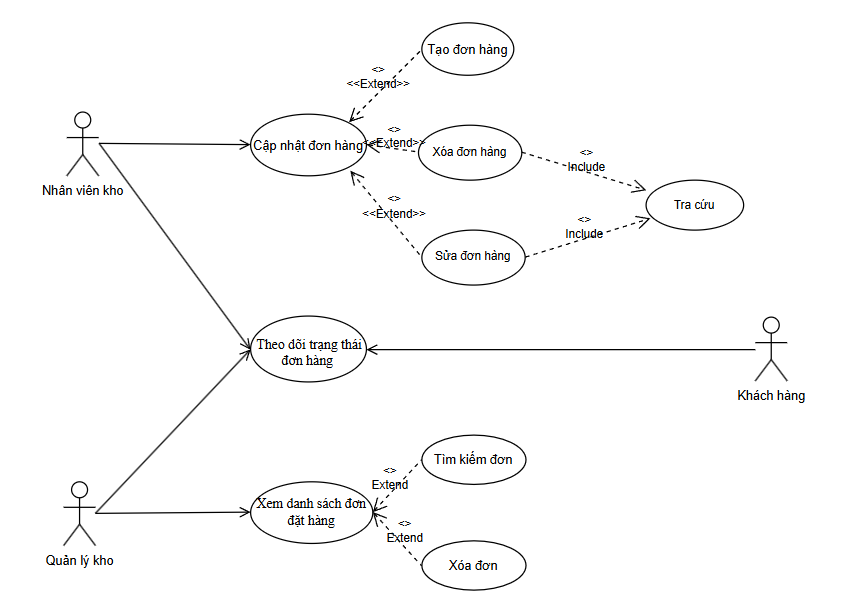 Tạo đơn hàng
<>
<<Extend>>
Cập nhật đơn hàng
<>
<<Extend>>
Xóa đơn hàng
<>
Include
Nhân viên kho
Tra cứu
<>
<<Extend>>
<>
Include
Sửa đơn hàng
Theo dõi trạng thái
đơn hàng
Khách hàng
Tìm kiếm đơn
<>
Extend
Xem danh sách đơn
đặt hàng
<>
Extend
Quản lý kho
Xóa đơn